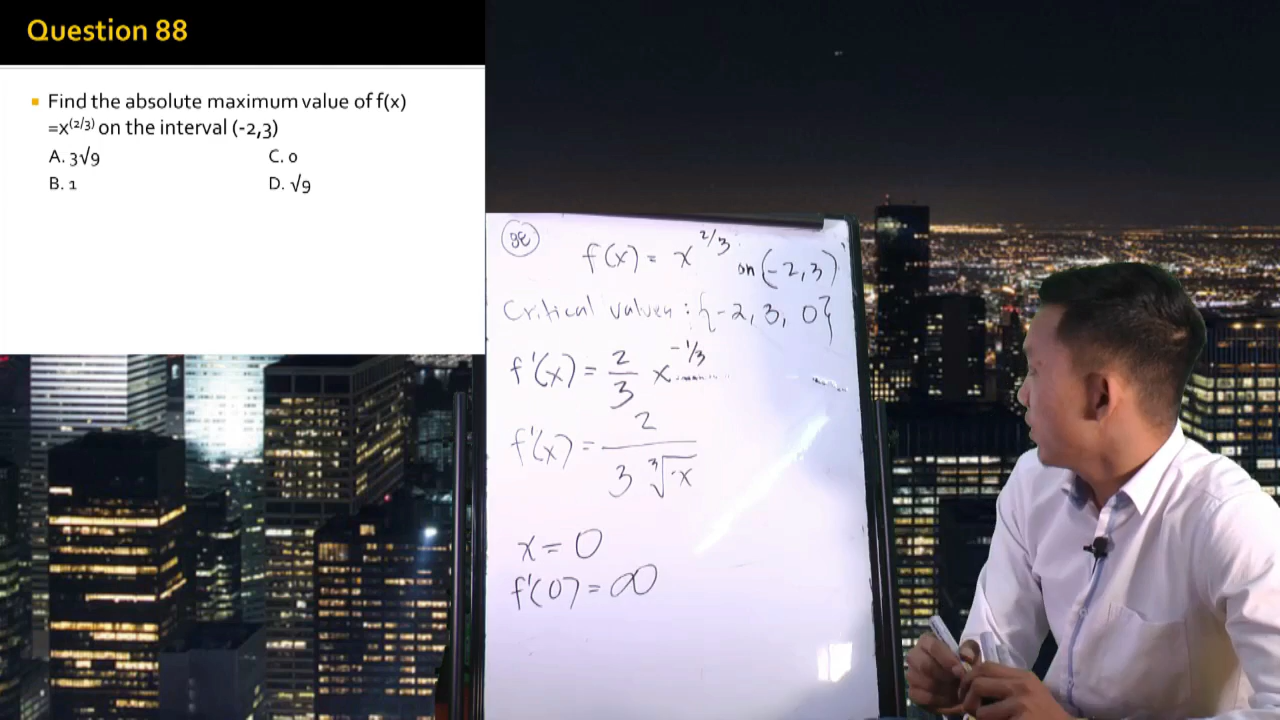 Question 88
Find the absolute maximum value of f(x)
=x^(2/3) on the interval (-2,3)
A. 3√9
C. 0
B. 1
D. √9
88
f(x) = x^2/3 on (-2,3)
Critical values : {-2, 3, 0}
f'(x) = 2/3 x^-1/3
f'(x) = 2/(3 ∛x)
x = 0
f'(0) = ∞